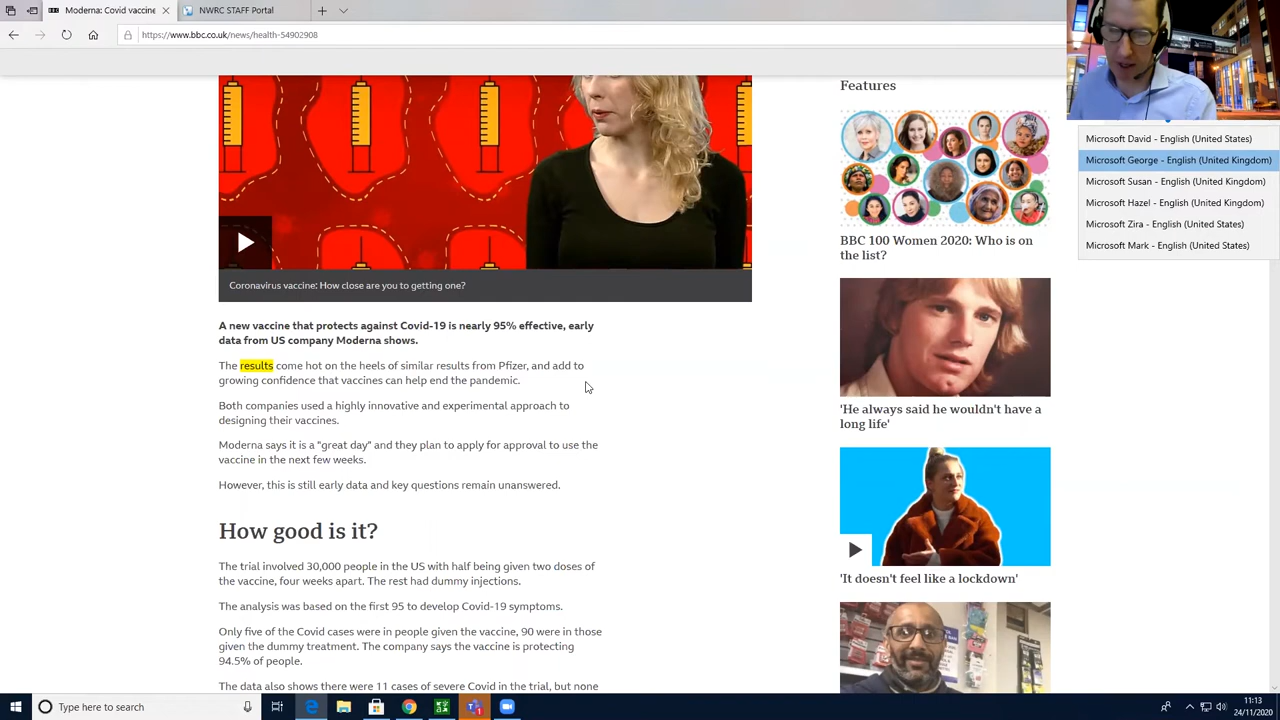 Moderna: Covid vaccine
NWRC STAFF Portal
https://www.bbc.co.uk/news/health-54902908
Coronavirus vaccine: How close are you to getting one?
A new vaccine that protects against Covid-19 is nearly 95% effective, early
data from US company Moderna shows.
The results come hot on the heels of similar results from Pfizer, and add to
growing confidence that vaccines can help end the pandemic.
Both companies used a highly innovative and experimental approach to
designing their vaccines.
Moderna says it is a "great day" and they plan to apply for approval to use the
vaccine in the next few weeks.
However, this is still early data and key questions remain unanswered.
How good is it?
The trial involved 30,000 people in the US with half being given two doses of
the vaccine, four weeks apart. The rest had dummy injections.
The analysis was based on the first 95 to develop Covid-19 symptoms.
Only five of the Covid cases were in people given the vaccine, 90 were in those
given the dummy treatment. The company says the vaccine is protecting
94.5% of people.
The data also shows there were 11 cases of severe Covid in the trial, but none
Features
BBC 100 Women 2020: Who is on
the list?
'He always said he wouldn't have a
long life'
'It doesn't feel like a lockdown'
Microsoft David - English (United States)
Microsoft George - English (United Kingdom)
Microsoft Susan - English (United Kingdom)
Microsoft Hazel - English (United Kingdom)
Microsoft Zira - English (United States)
Microsoft Mark - English (United States)
Type here to search
11:13
24/11/2020